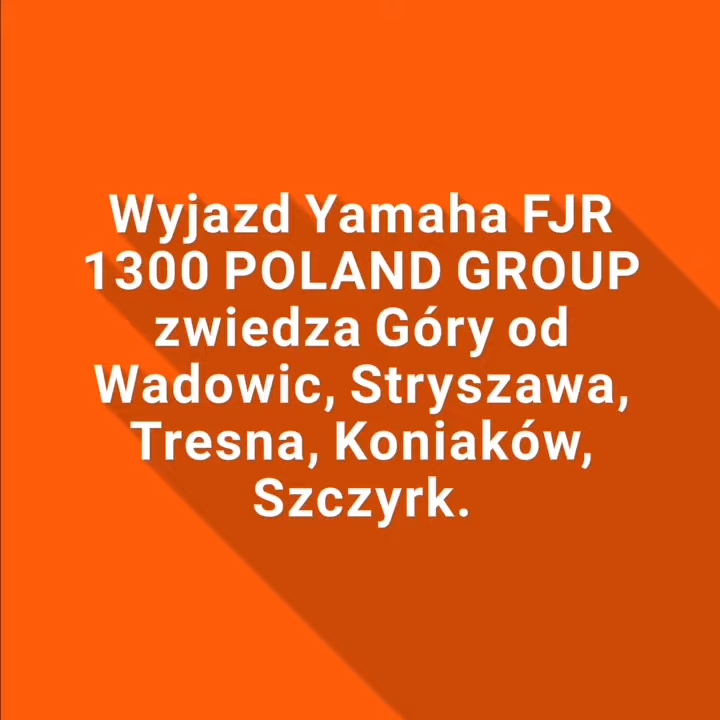 Wyjazd Yamaha FJR
1300 POLAND GROUP
zwiedza Góry od
Wadowic, Stryszawa,
Tresna, Koniaków,
Szczyrk.